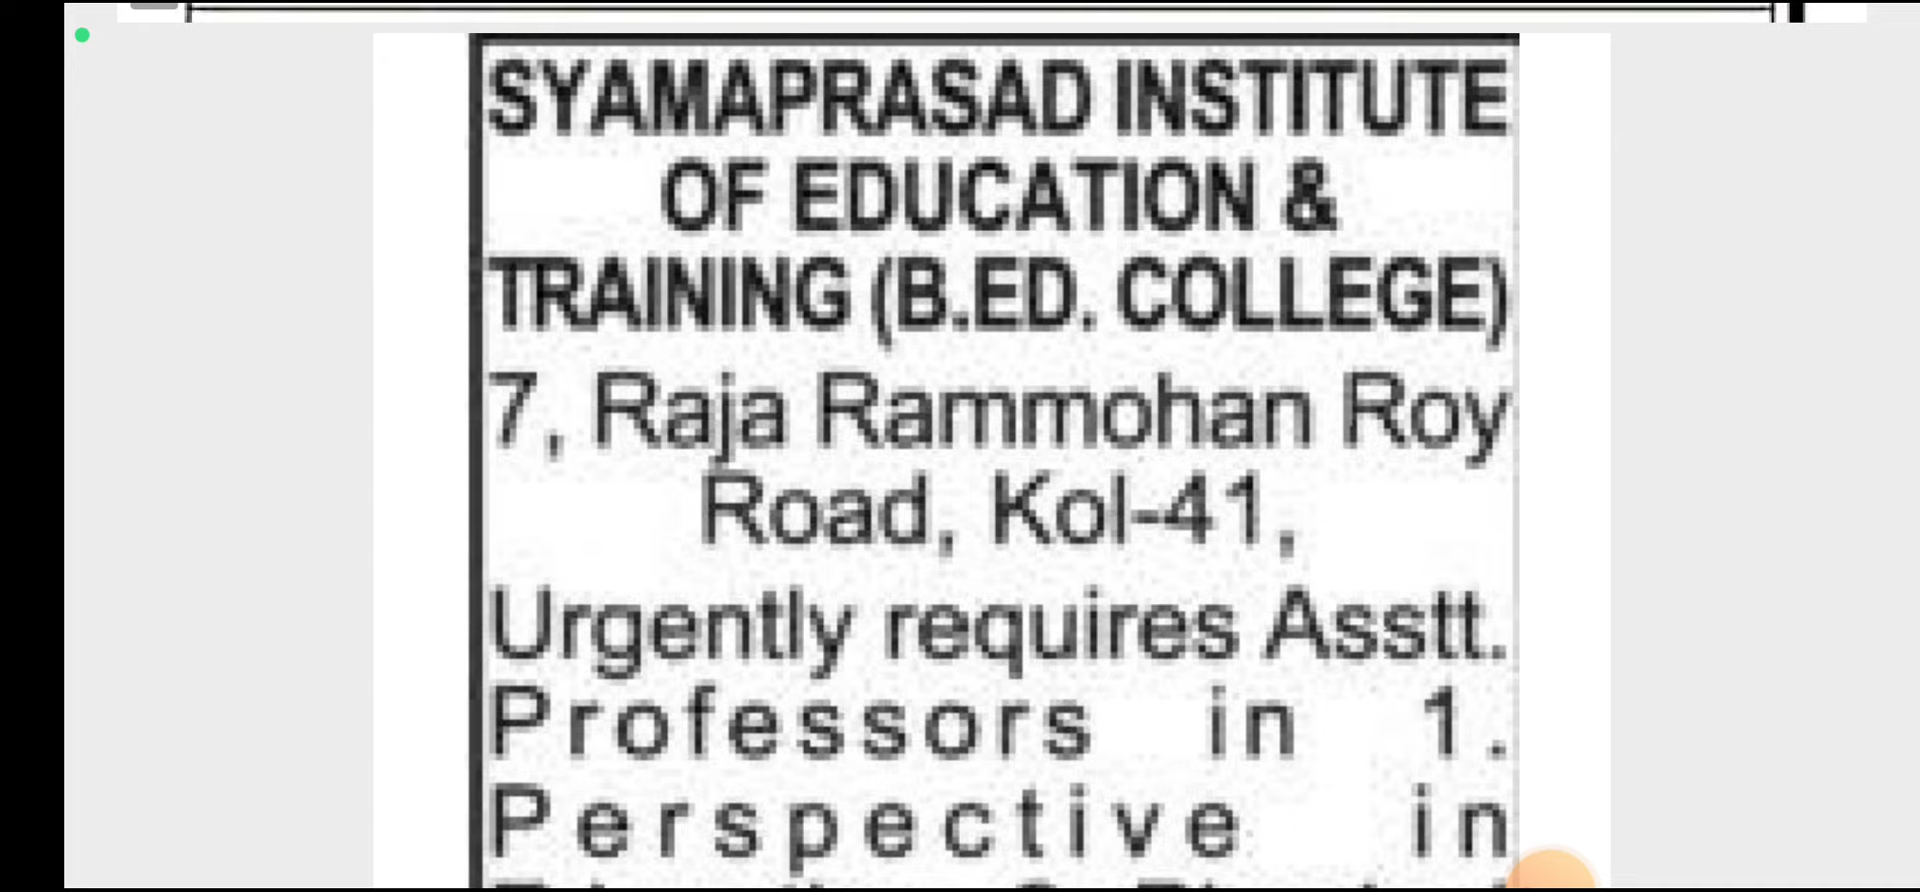 SYAMAPRASAD INSTITUTE
OF EDUCATION &
TRAINING (B.ED. COLLEGE)
7, Raja Rammohan Roy
Road, Kol-41,
Urgently requires Asstt.
Professors in 1.
Perspective in